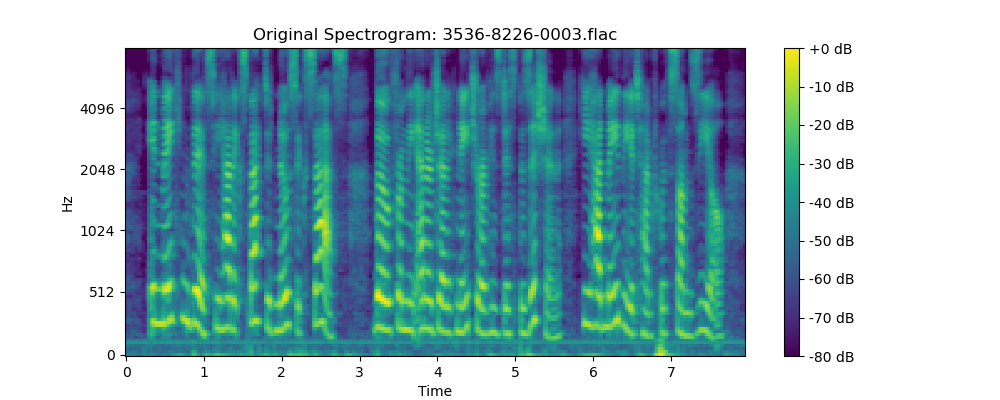 Original Spectrogram: 3536-8226-0003.flac
+0 dB
4096
-10 dB
-20 dB
2048
-30 dB
Hz
1024
-40 dB
-50 dB
512
-60 dB
-70 dB
0
-80 dB
0 1 2 3 4 5 6 7
Time